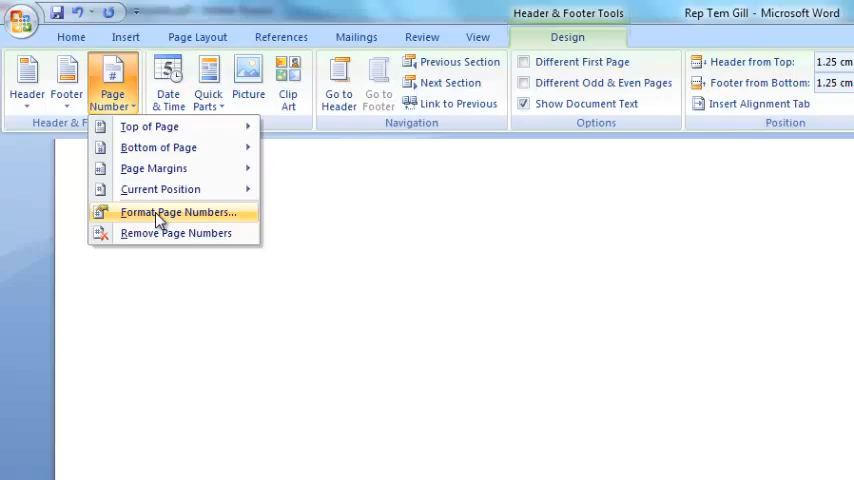 Header & Footer Tools
Rep Tem Gill - Microsoft Word
Home Insert Page Layout References Mailings Review View Design
Header
Footer
Page Number
Date & Time
Quick Parts
Picture
Clip Art
Go to Header
Go to Footer
Previous Section
Next Section
Link to Previous
Different First Page
Different Odd & Even Pages
Show Document Text
Header from Top: 1.25 cm
Footer from Bottom: 1.25 cm
Insert Alignment Tab
Header & F
Navigation
Options
Position
Top of Page
Bottom of Page
Page Margins
Current Position
Format Page Numbers...
Remove Page Numbers